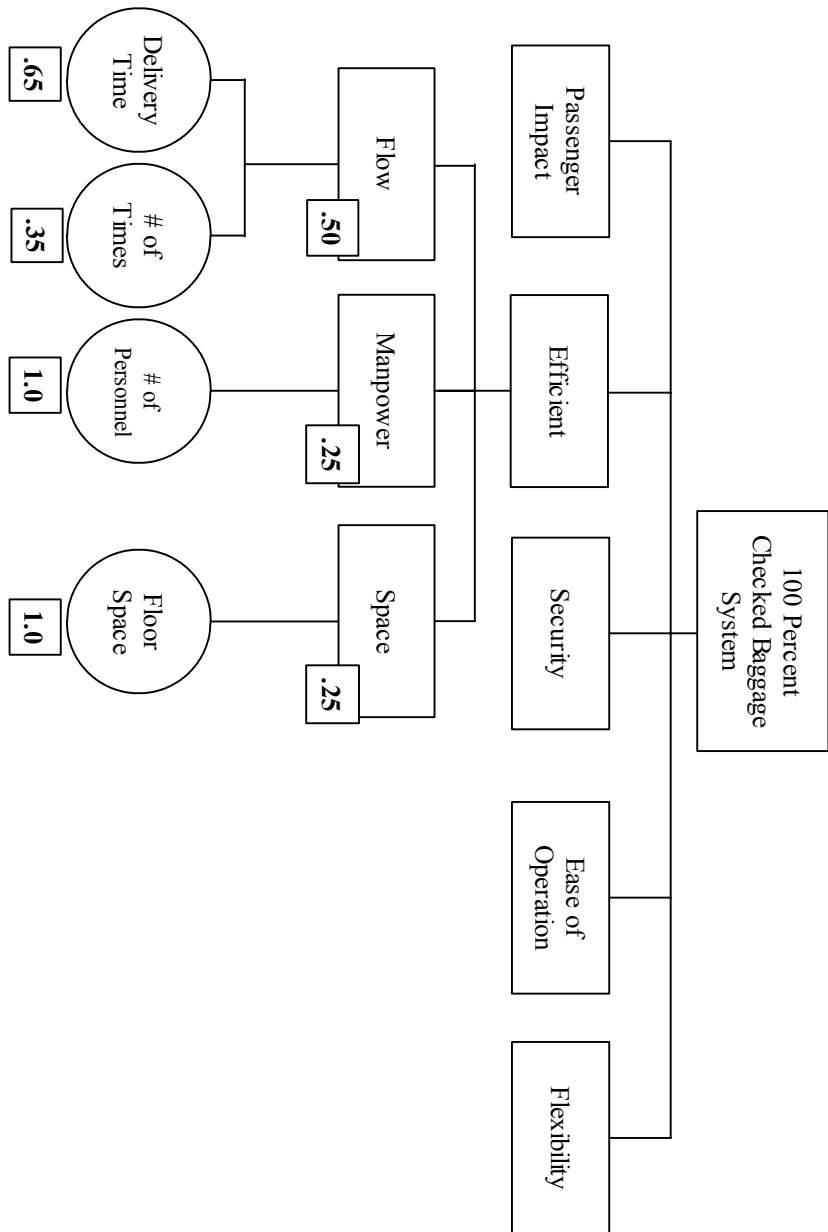 100 Percent
Checked Baggage
System
Passenger
Impact
Efficient
Security
Ease of
Operation
Flexibility
Flow
.50
Manpower
.25
Space
.25
Delivery
Time
.65
# of
Times
.35
# of
Personnel
1.0
Floor
Space
1.0